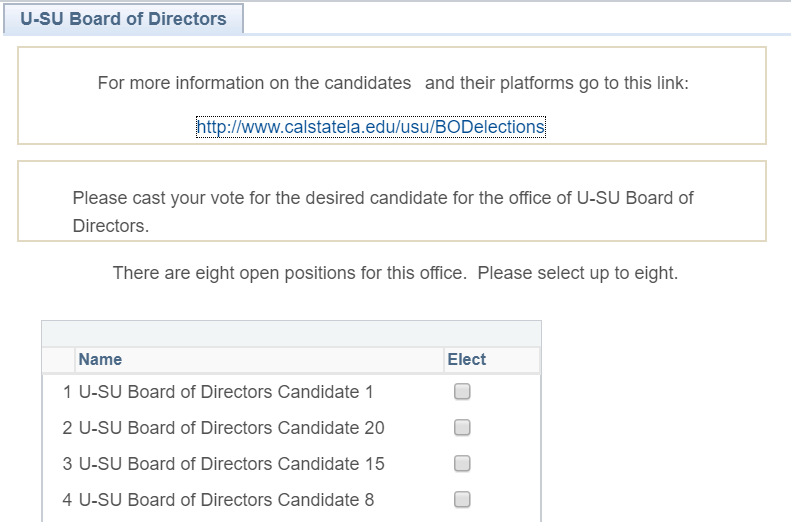 U-SU Board of Directors
For more information on the candidates and their platforms go to this link:
http://www.calstatela.edu/usu/BODelections
Please cast your vote for the desired candidate for the office of U-SU Board of
Directors.
There are eight open positions for this office. Please select up to eight.
Name Elect
1 U-SU Board of Directors Candidate 1
2 U-SU Board of Directors Candidate 20
3 U-SU Board of Directors Candidate 15
4 U-SU Board of Directors Candidate 8